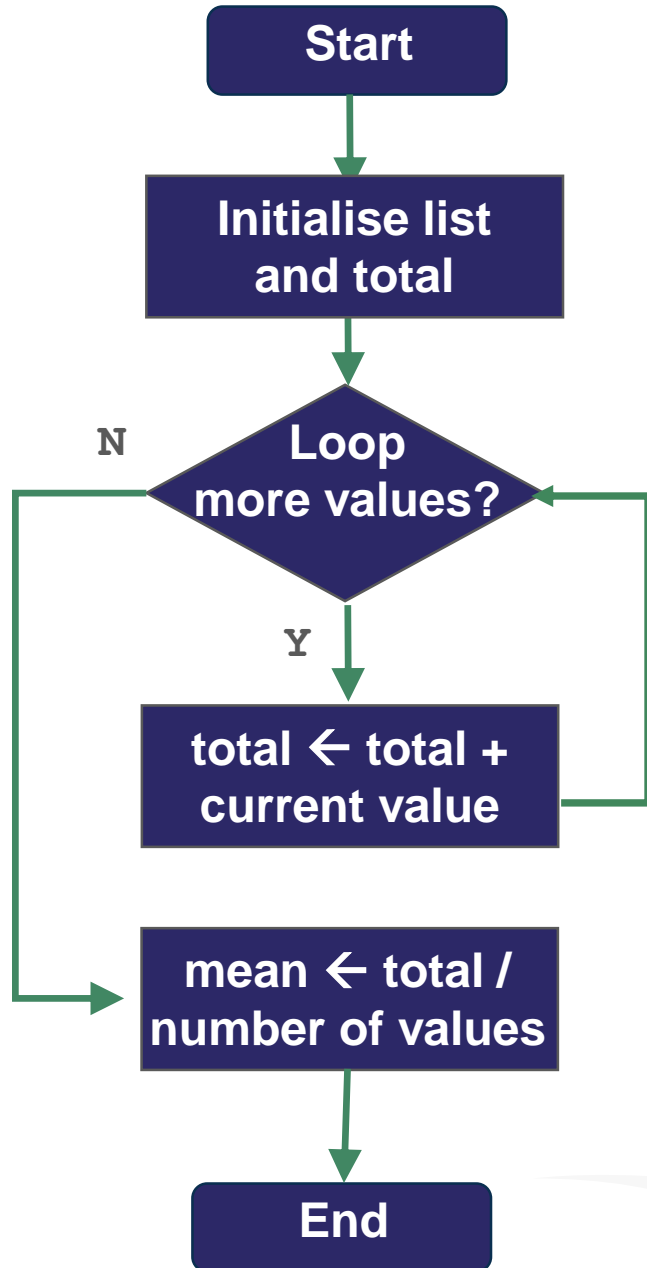 Start
Initialise list
and total
N
Loop
more values?
Y
total ← total +
current value
mean ← total /
number of values
End